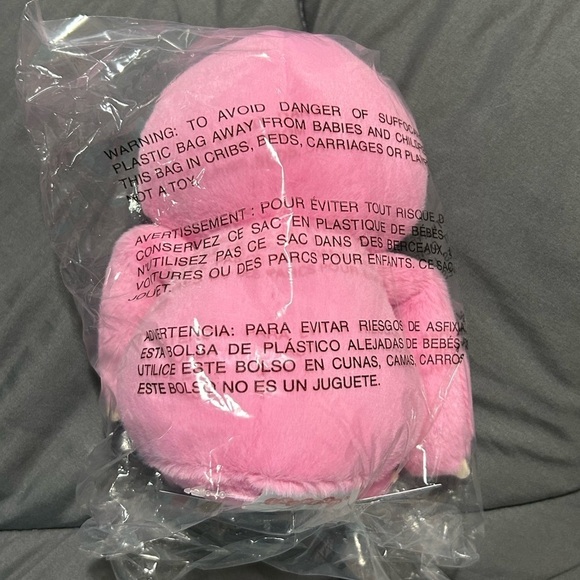 WARNING: TO AVOID DANGER OF
PLASTIC BAG AWAY FROM BABIES AND
THIS BAG IN CRIBS, BEDS, CARRIAGES OR
NOT A TOY.
AVERTISSEMENT : POUR ÉVITER TOUT RISQUE
CONSERVEZ CE SAC EN PLASTIQUE DE BÉBÉS
N'UTILISEZ PAS CE SAC DANS DES BERCEAUX,
VOITURES OU DES PARCS POUR ENFANTS. CE SAC
JOUET.
ADVERTENCIA: PARA EVITAR RIESGOS DE ASFIXIA
ESTA BOLSA DE PLÁSTICO ALEJADAS DE BEBÉS
UTILICE ESTE BOLSO EN CUNAS, CAMAS, CARROS
ESTE BOLSO NO ES UN JUGUETE.